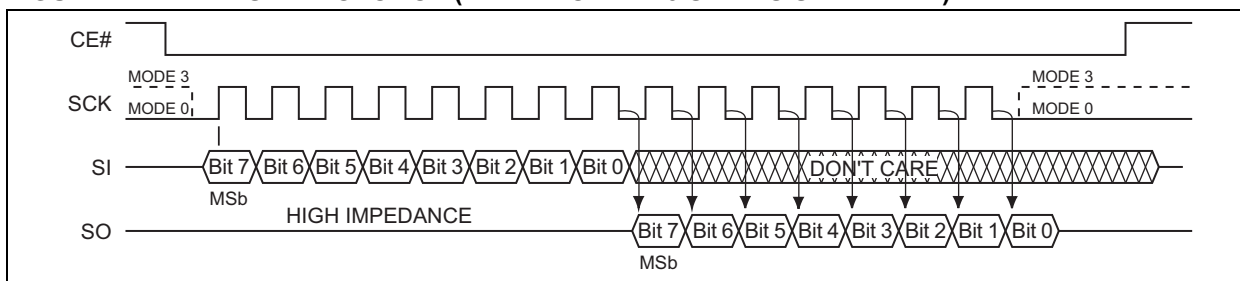 CE#
MODE 3 MODE 3
SCK MODE 0 MODE 0
SI Bit 7 Bit 6 Bit 5 Bit 4 Bit 3 Bit 2 Bit 1 Bit 0 DON'T CARE
MSb
HIGH IMPEDANCE
SO Bit 7 Bit 6 Bit 5 Bit 4 Bit 3 Bit 2 Bit 1 Bit 0
MSb